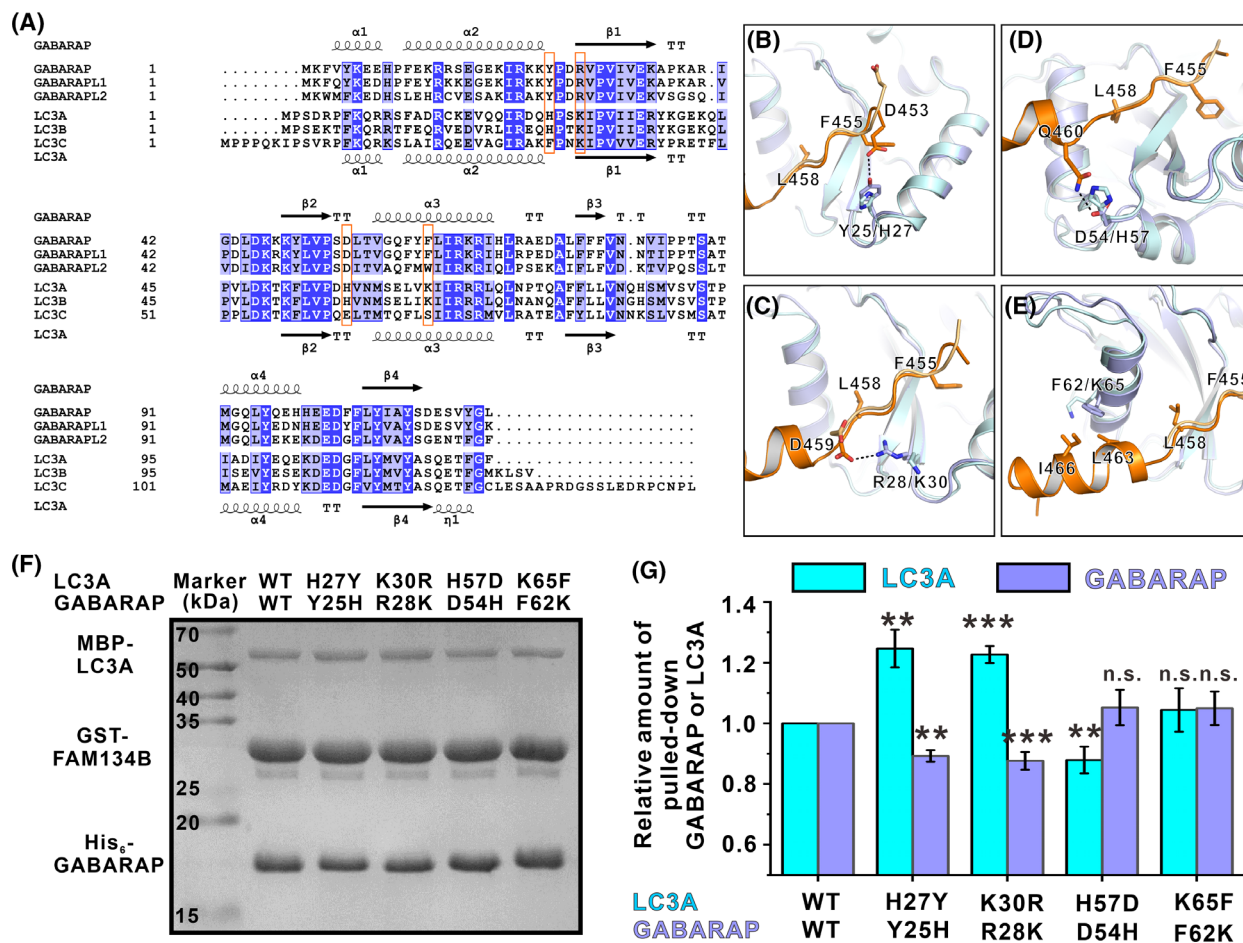 (A)
α1 α2 β1
GABARAP TT
GABARAP 1 .......MKFVYKEEHPFEKRRSEGEKIRKKYPDRVPVIVEKAPKAR.I
GABARAPL1 1 .......MKFQYKEDHPFEYRKKEGEKIRKKYPDRVPVIVEKAPKAR.V
GABARAPL2 1 .......MKWMFKEDHSLEHRCVESAKIRAKYPDRVPVIVEKVSGSQ.I
LC3A 1 ....MPSDRPFKQRRSFADRCKEVQQIRDQHPSKIPVIIERYKGEKQL
LC3B 1 ....MPSEKTFKQRRTFEQRVEDVRLIREQHPTKIPVIIERYKGEKQL
LC3C 1 MPPPQKIPSVRPFKQRKSLAIRQEEVAGIRAKFPNKIPVVVERYPRETFL
LC3A TT
α1 α2 β1
β2 α3 β3
GABARAP TT TT T.T TT
GABARAP 42 GDLDKKKYLVPSDLTVGQFYFLIRKRIHLRAEDALFFFVN.NVIPPTSAT
GABARAPL1 42 PDLDKRKYLVPSDLTVGQFYFLIRKRIHLRPEDALFFFVN.NTIPPTSAT
GABARAPL2 42 VDIDKRKYLVPSDITVAQFMWIIRKRIQLPSEKAIFLFVD.KTVPQSSLT
LC3A 45 PVLDKTKFLVPDHVNMSELVKIIRRRLQLNPTQAFFLLVNQHSMVSVSTP
LC3B 45 PVLDKTKFLVPDHVNMSELIKIIRRRLQLNANQAFFLLVNGHSMVSVSTP
LC3C 51 PPLDKTKFLVPQELTMTQFLSIIRSRMVLRATEAFYLLVNNKSLVSMSAT
LC3A TT TT TT
β2 α3 β3
α4 β4
GABARAP
GABARAP 91 MGQLYQEHHEEDFFLYIAYSDESVYGL
GABARAPL1 91 MGQLYEDNHEEDYFLYVAYSDESVYGK
GABARAPL2 91 MGQLYEKEKDEDGFLYVAYSGENTFGF
LC3A 95 IADIYEQEKDEDGFLYMVYASQETFGF
LC3B 95 ISEVYESEKDEDGFLYMVYASQETFGMKLSV
LC3C 101 MAEIYRDYKDEDGFVYMTYASQETFGCLESAAPRDGSSLEDRPCNPL
LC3A TT
α4 β4 η1
(B)
D453
F455
L458
Y25/H27
(D)
F455
L458
Q460
D54/H57
(C)
F455
L458
D459
R28/K30
(E)
F62/K65
F455
L458
I466 L463
(F)
LC3A Marker WT H27Y K30R H57D K65F
GABARAP (kDa) WT Y25H R28K D54H F62K
MBP-
LC3A
GST-
FAM134B
His6-
GABARAP
70
50
40
35
25
20
15
(G)
LC3A GABARAP
Relative amount of
pulled-down
GABARAP or LC3A
1.4
1.2
1.0
0.8
0.6
** ** *** *** ** n.s. n.s. n.s.
LC3A WT H27Y K30R H57D K65F
GABARAP WT Y25H R28K D54H F62K